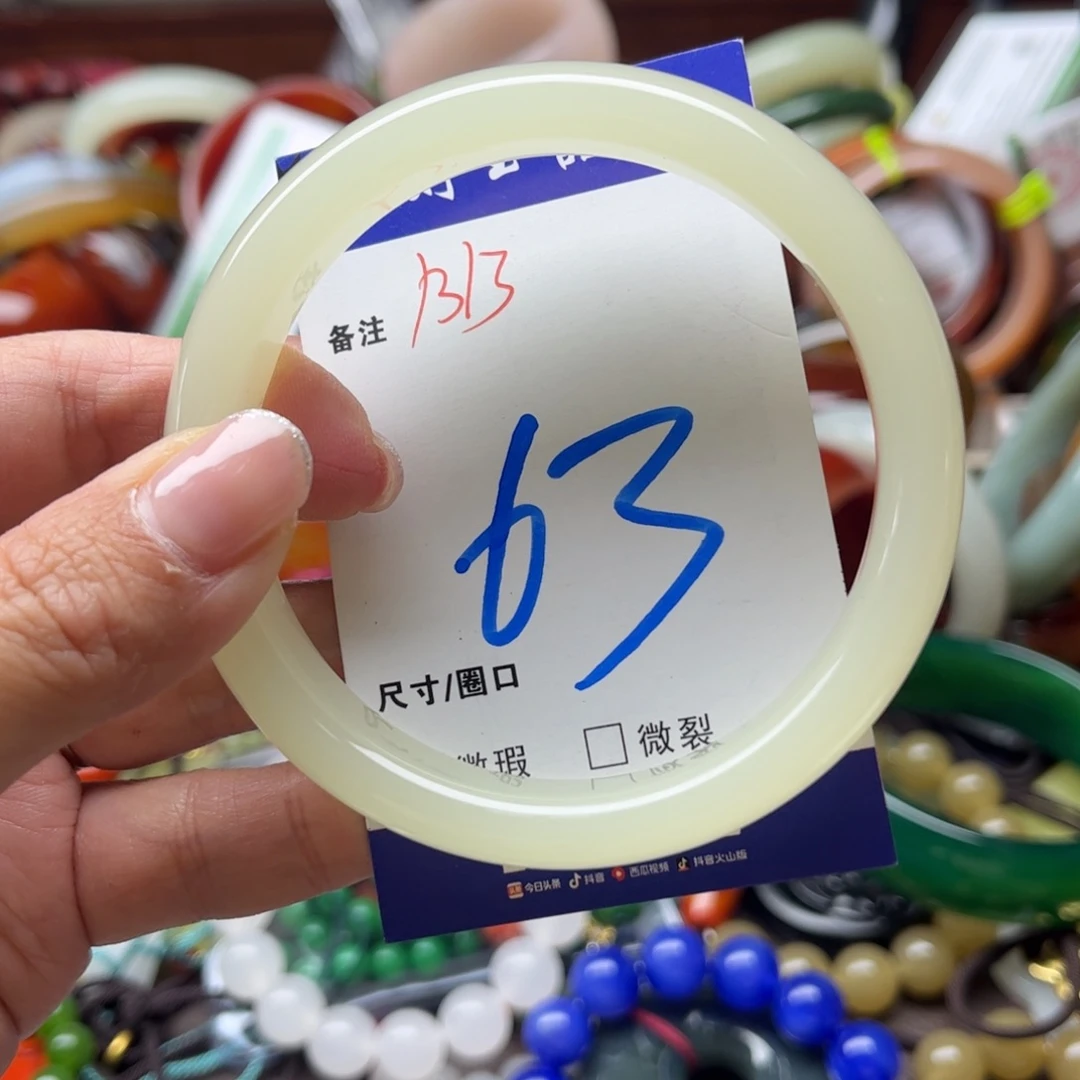 备注
63
尺寸/圈口
微瑕 □ 微裂
今日头条 抖音 西瓜视频 抖音火山版